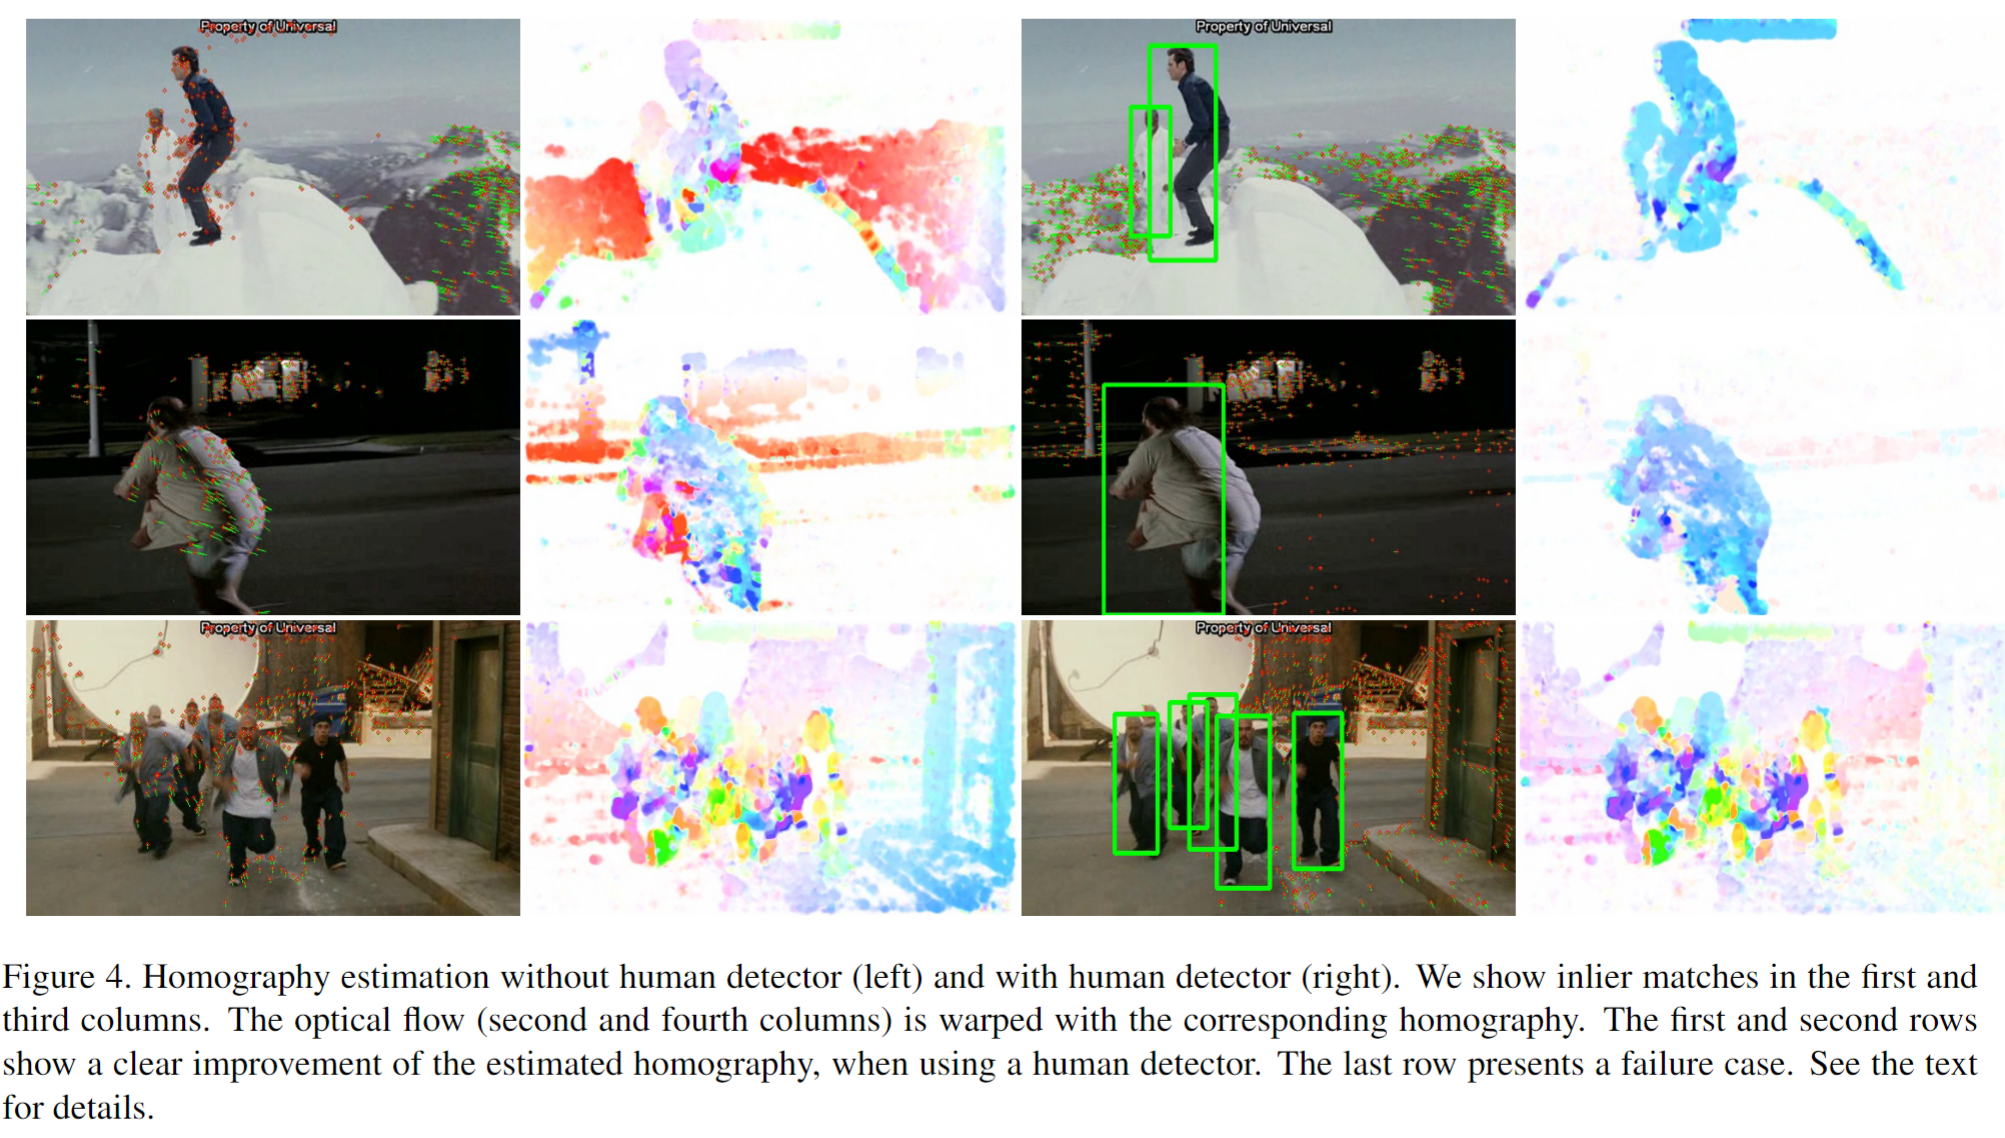 Property of Universal
Property of Universal
Property of Universal
Property of Universal
Figure 4. Homography estimation without human detector (left) and with human detector (right). We show inlier matches in the first and
third columns. The optical flow (second and fourth columns) is warped with the corresponding homography. The first and second rows
show a clear improvement of the estimated homography, when using a human detector. The last row presents a failure case. See the text
for details.